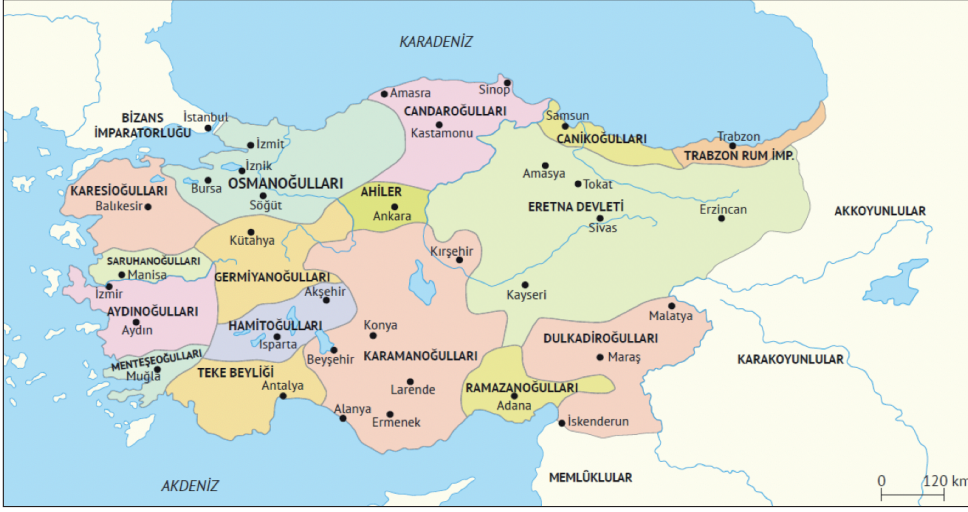 KARADENİZ
Amasra
Sinop
CANDAROĞULLARI
Kastamonu
Samsun
CANİKOĞULLARI
Trabzon
TRABZON RUM İMP.
BİZANS
İMPARATORLUĞU
İstanbul
İzmit
İznik
Bursa
OSMANOĞULLARI
Söğüt
KARESİOĞULLARI
Balıkesir
AHİLER
Ankara
Amasya
Tokat
ERETNA DEVLETİ
Sivas
Erzincan
AKKOYUNLULAR
Kütahya
GERMİYANOĞULLARI
Kırşehir
Kayseri
SARUHANOĞULLARI
Manisa
İzmir
AYDINOĞULLARI
Aydın
Akşehir
HAMİTOĞULLARI
Isparta
Beyşehir
Konya
KARAMANOĞULLARI
Larende
Ermenek
Alanya
MENTEŞEOĞULLARI
Muğla
TEKE BEYLİĞİ
Antalya
Malatya
DULKADİROĞULLARI
Maraş
KARAKOYUNLULAR
RAMAZANOĞULLARI
Adana
İskenderun
MEMLÛKLULAR
AKDENİZ
0 120 km